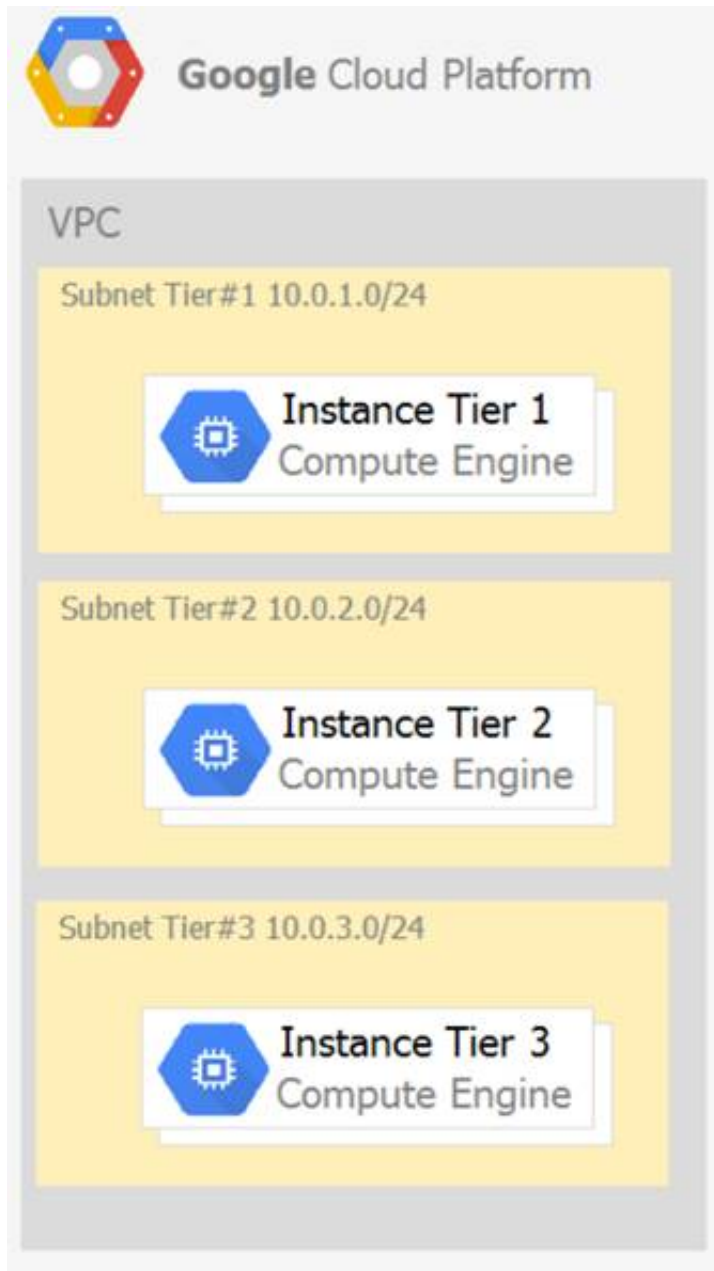 Google Cloud Platform
VPC
Subnet Tier#1 10.0.1.0/24
Instance Tier 1
Compute Engine
Subnet Tier#2 10.0.2.0/24
Instance Tier 2
Compute Engine
Subnet Tier#3 10.0.3.0/24
Instance Tier 3
Compute Engine